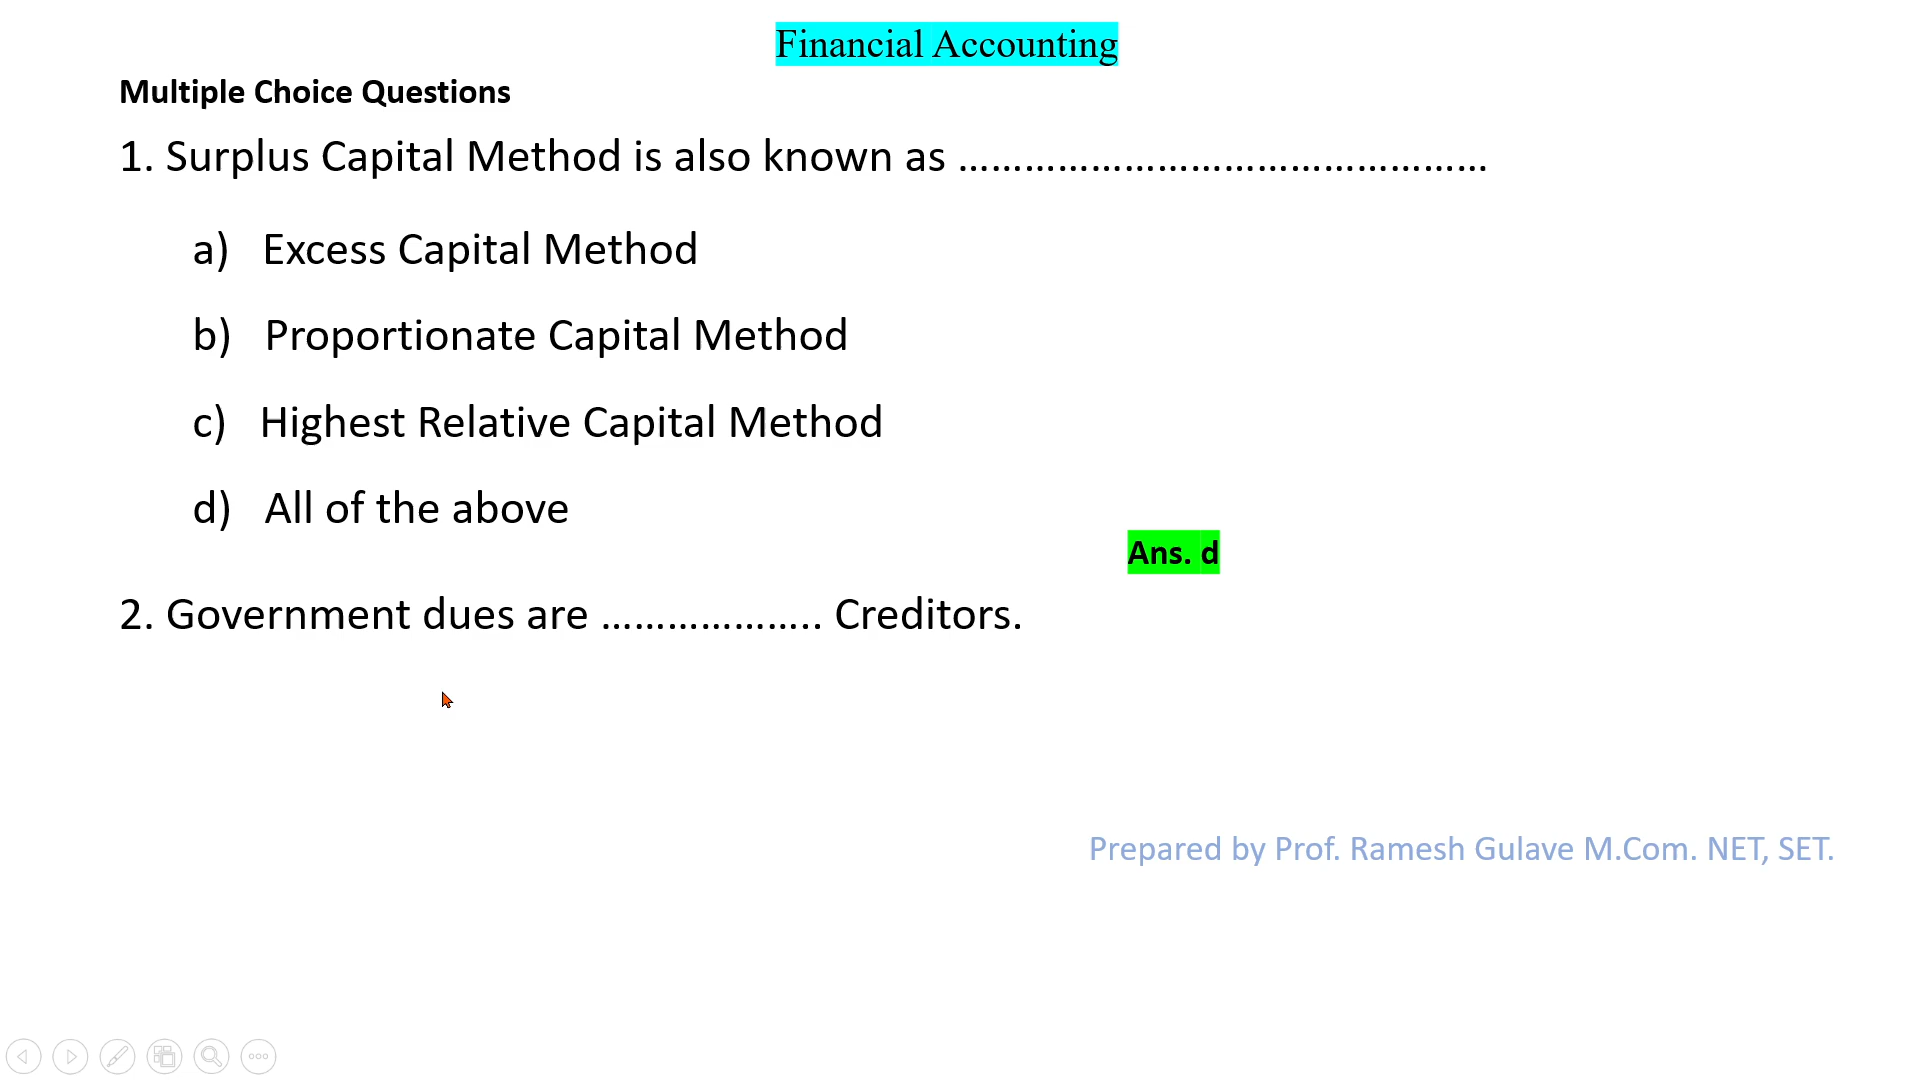 Financial Accounting
Multiple Choice Questions
1. Surplus Capital Method is also known as …………………………………………
a) Excess Capital Method
b) Proportionate Capital Method
c) Highest Relative Capital Method
d) All of the above
Ans. d
2. Government dues are ……………….. Creditors.
Prepared by Prof. Ramesh Gulave M.Com. NET, SET.